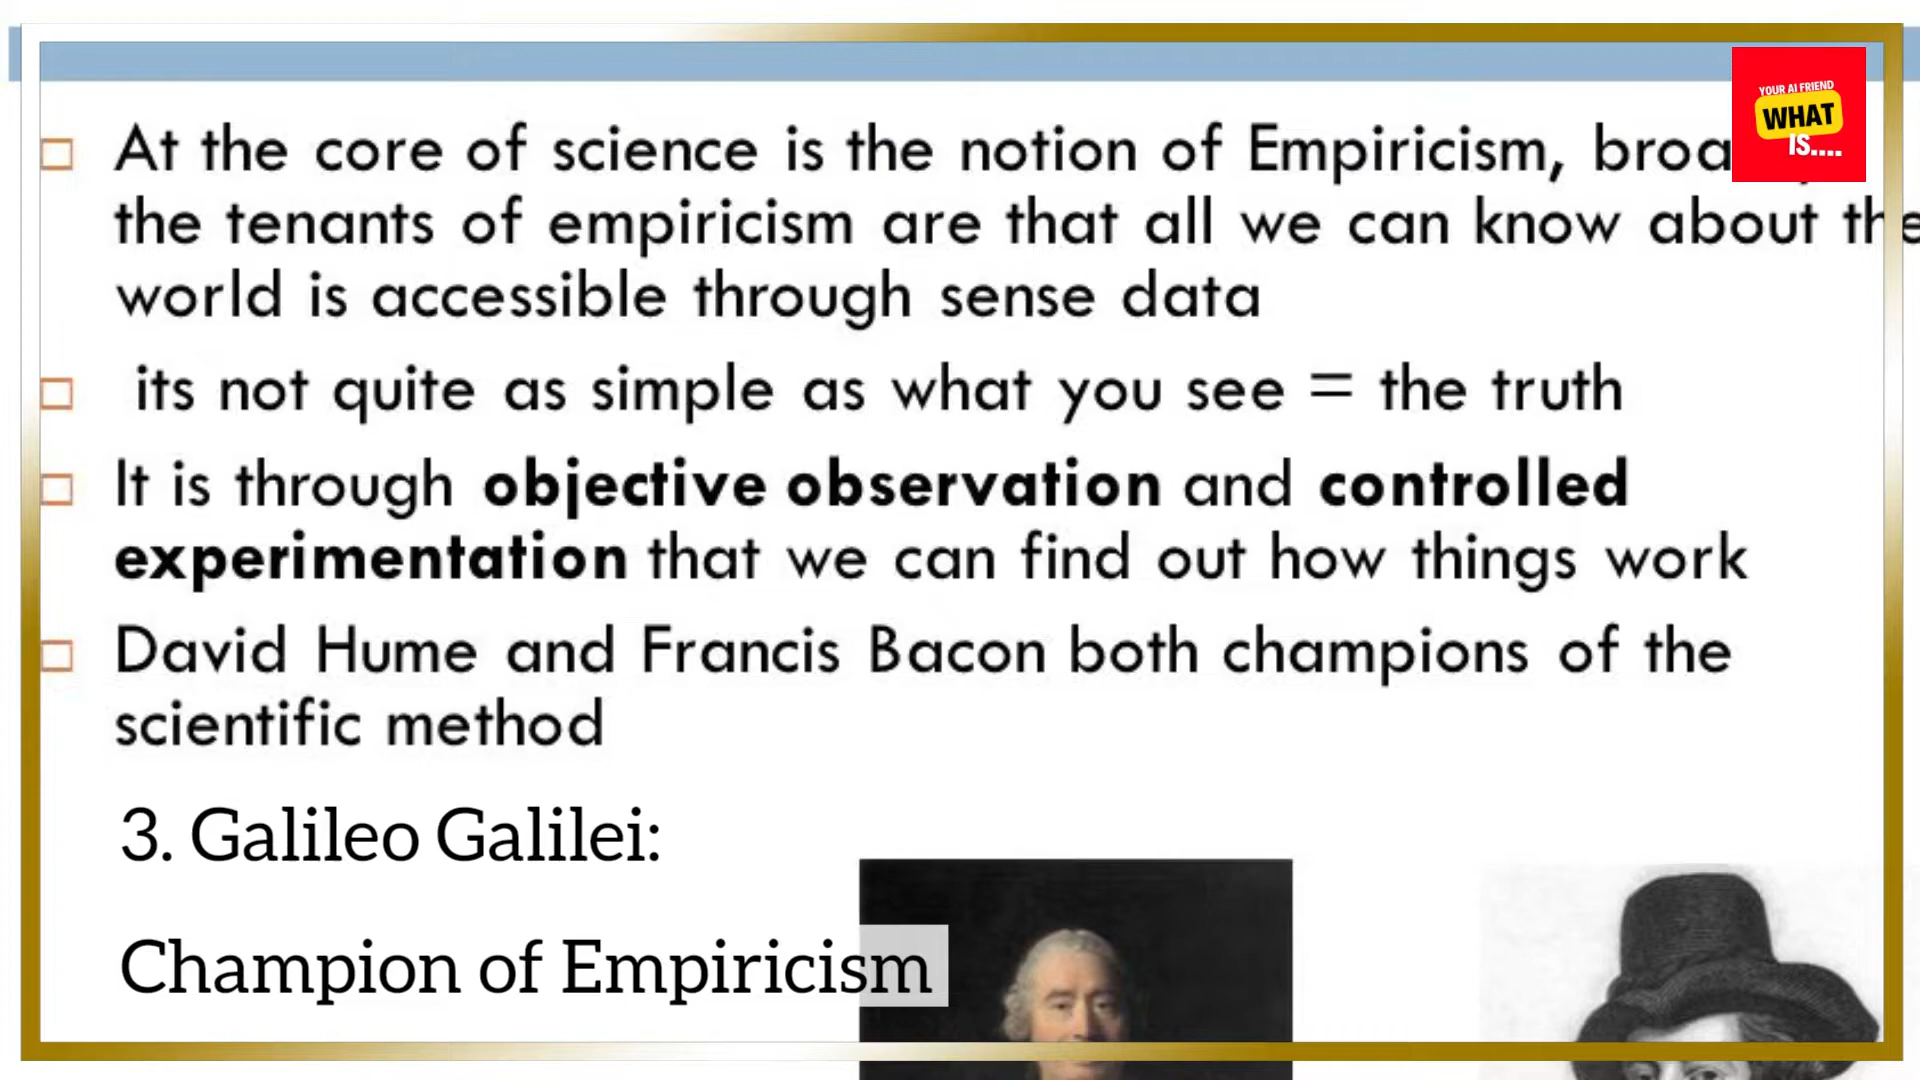 YOUR AI FRIEND
WHAT
IS....
At the core of science is the notion of Empiricism,
the tenants of empiricism are that all we can know about the
world is accessible through sense data
its not quite as simple as what you see = the truth
It is through objective observation and controlled
experimentation that we can find out how things work
David Hume and Francis Bacon both champions of the
scientific method
3. Galileo Galilei:
Champion of Empiricism